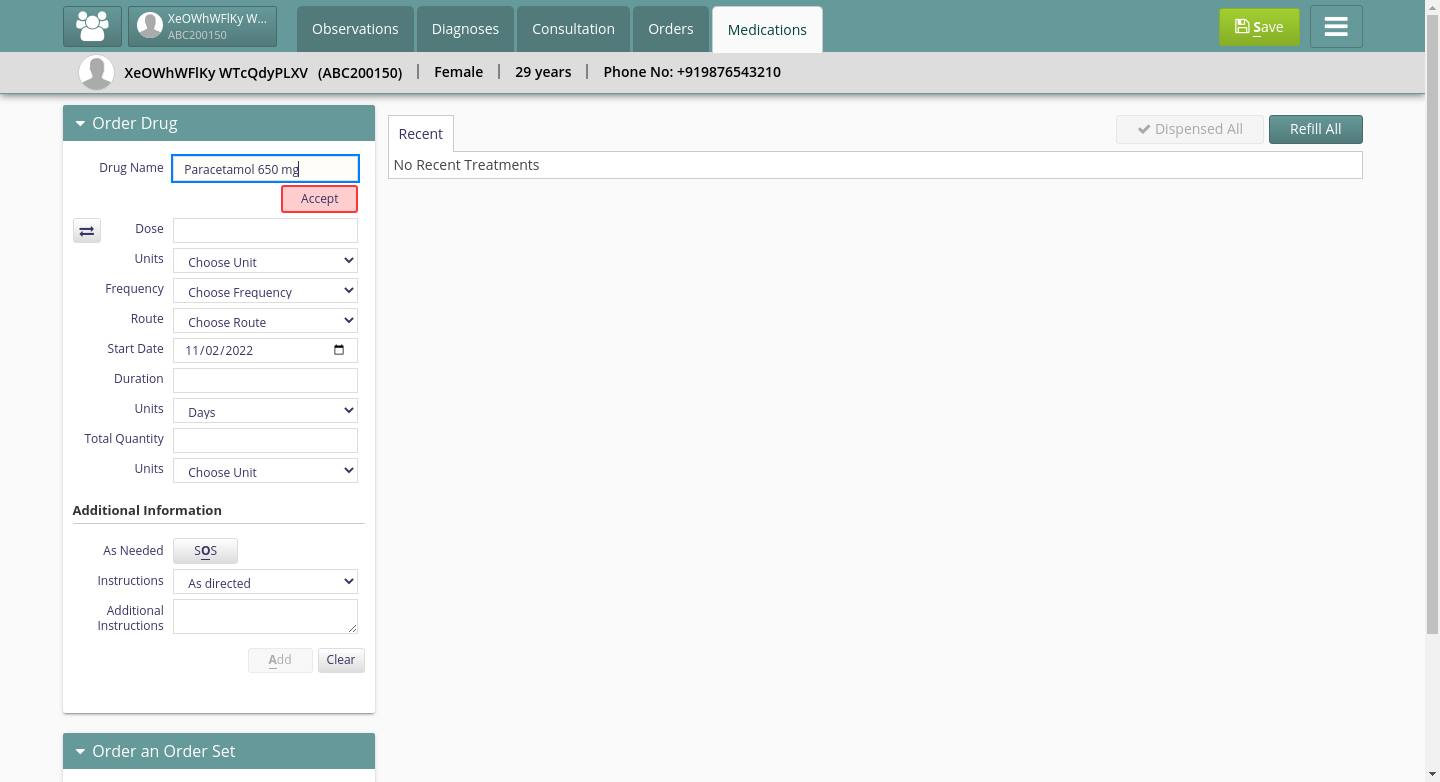 XeOWhWFlKy W...
ABC200150
Observations
Diagnoses
Consultation
Orders
Medications
Save
XeOWhWFlKy WTcQdyPLXV (ABC200150) | Female | 29 years | Phone No: +919876543210
Order Drug
Drug Name Paracetamol 650 mg
Accept
Dose
Units Choose Unit
Frequency Choose Frequency
Route Choose Route
Start Date 11/02/2022
Duration
Units Days
Total Quantity
Units Choose Unit
Additional Information
As Needed SOS
Instructions As directed
Additional
Instructions
Add Clear
Order an Order Set
Recent
Dispensed All
Refill All
No Recent Treatments